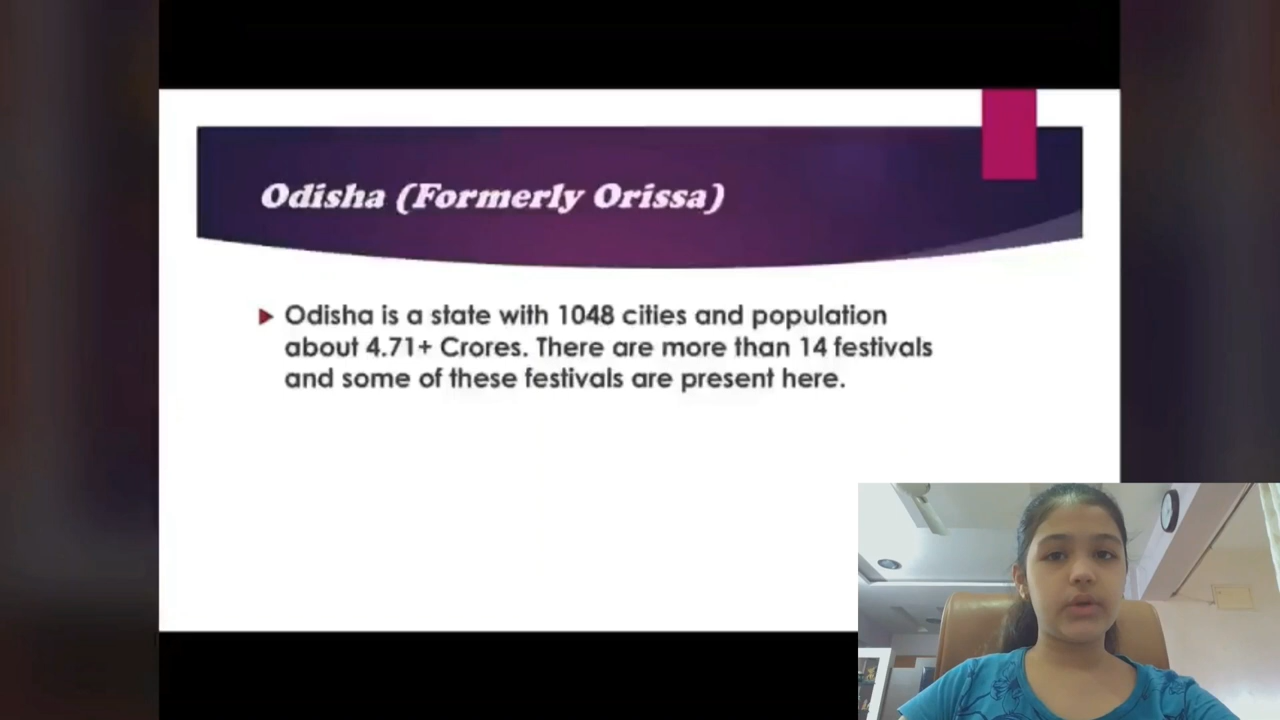 Odisha (Formerly Orissa)
Odisha is a state with 1048 cities and population
about 4.71+ Crores. There are more than 14 festivals
and some of these festivals are present here.